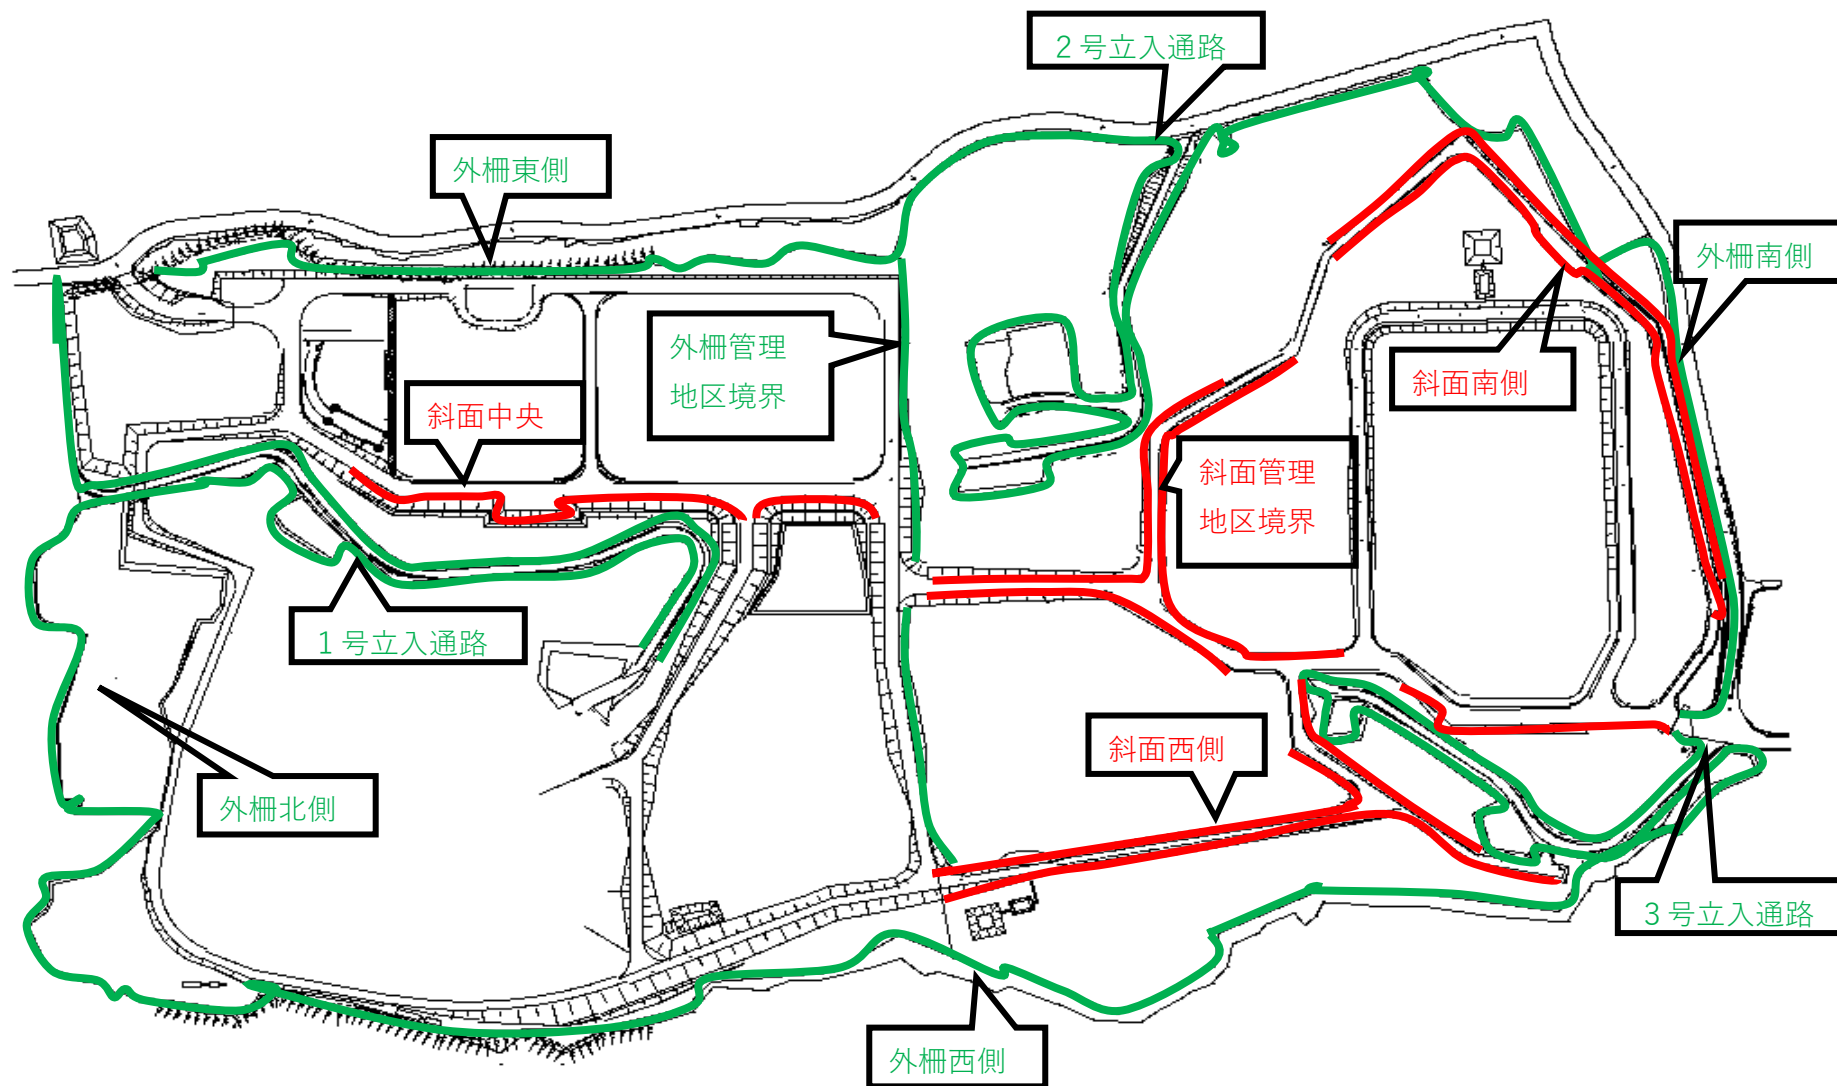 ２号立入通路
外柵東側
外柵南側
外柵管理
地区境界
斜面南側
斜面中央
斜面管理
地区境界
１号立入通路
斜面西側
外柵北側
３号立入通路
外柵西側